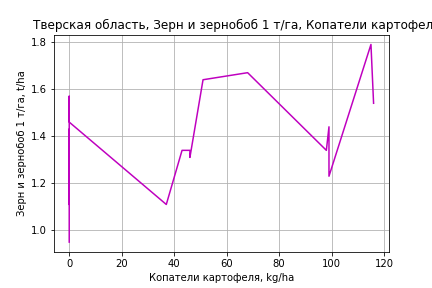 Тверская область, Зерн и зернобоб 1 т/га, Копатели картофел
1.8
1.6
1.4
1.2
1.0
Зерн и зернобоб 1 т/га, t/ha
0 20 40 60 80 100 120
Копатели картофеля, kg/ha